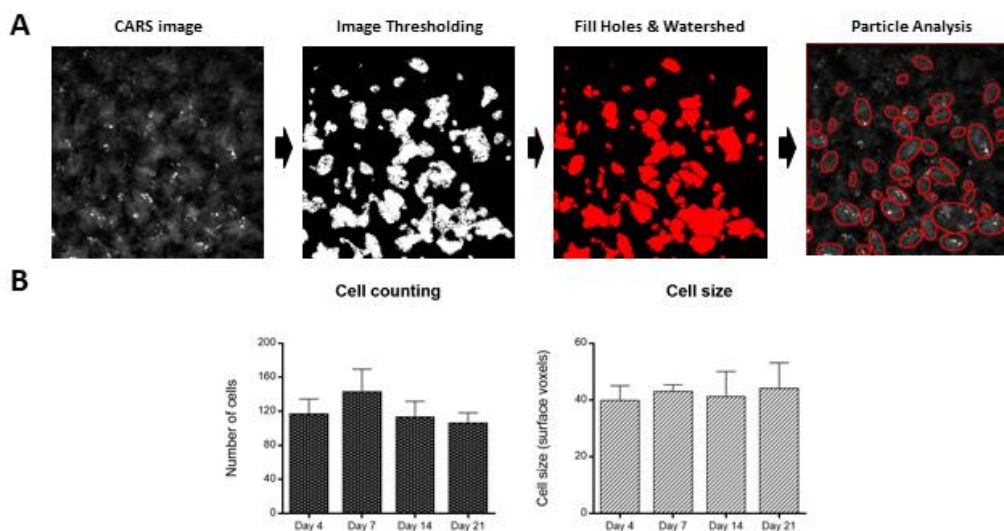 A
CARS image
Image Thresholding
Fill Holes & Watershed
Particle Analysis
B
Cell counting
Number of cells
200
160
120
80
40
0
Day 4
Day 7
Day 14
Day 21
Cell size
Cell size (surface voxels)
60
40
20
0
Day 4
Day 7
Day 14
Day 21